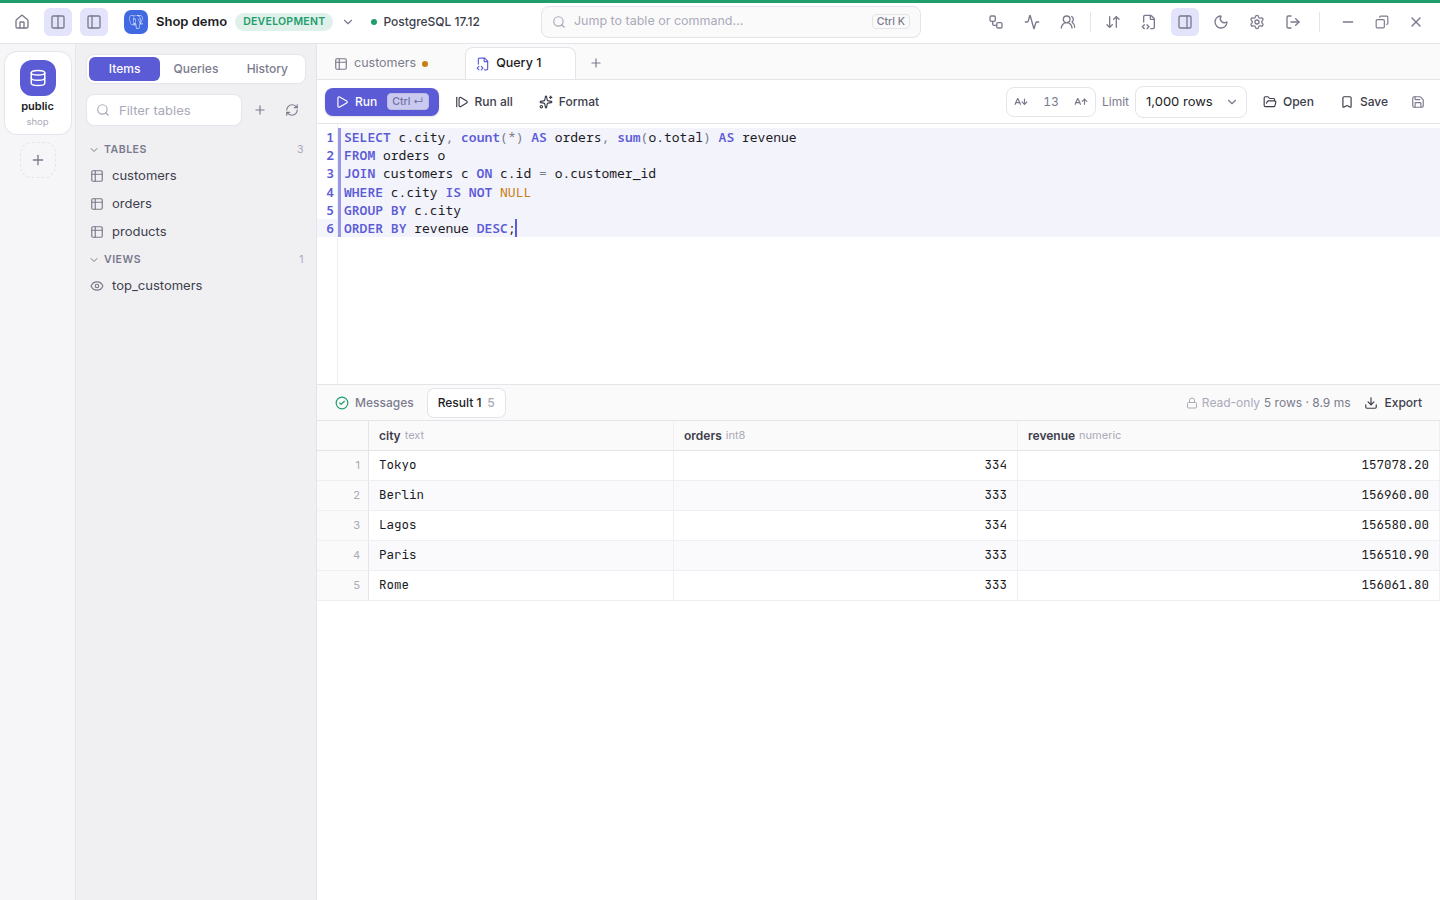 Shop demo DEVELOPMENT PostgreSQL 17.12 Jump to table or command... Ctrl K
public
shop
Items Queries History
Filter tables
TABLES 3
customers
orders
products
VIEWS 1
top_customers
customers Query 1
Run Ctrl ↵ Run all Format A↓ 13 A↑ Limit 1,000 rows Open Save
1 SELECT c.city, count(*) AS orders, sum(o.total) AS revenue
2 FROM orders o
3 JOIN customers c ON c.id = o.customer_id
4 WHERE c.city IS NOT NULL
5 GROUP BY c.city
6 ORDER BY revenue DESC;
Messages Result 1 5 Read-only 5 rows · 8.9 ms Export
city text orders int8 revenue numeric
1 Tokyo 334 157078.20
2 Berlin 333 156960.00
3 Lagos 334 156580.00
4 Paris 333 156510.90
5 Rome 333 156061.80